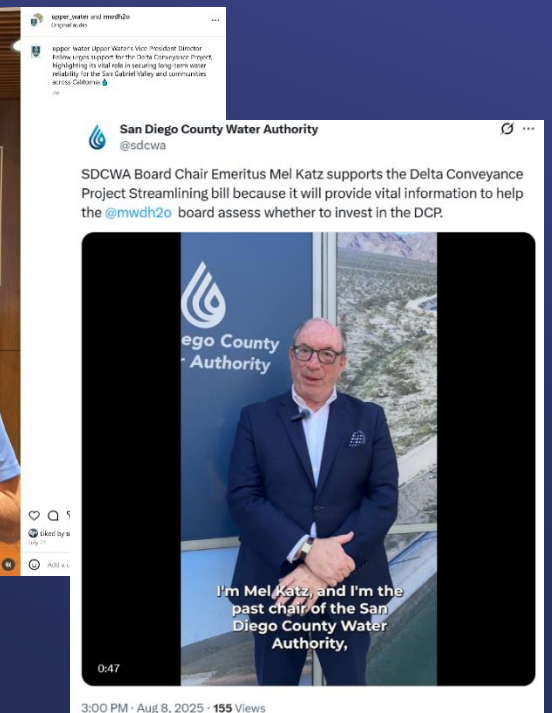 upper_water and mwdh2o
Original audio
upper_water Upper Water's Vice President Director
Fellow urges support for the Delta Conveyance Project,
highlighting its vital role in securing long-term water
reliability for the San Gabriel Valley and communities
across California.
Liked by
July 21
Add a c
San Diego County Water Authority
@sdcwa
SDCWA Board Chair Emeritus Mel Katz supports the Delta Conveyance
Project Streamlining bill because it will provide vital information to help
the @mwdh2o board assess whether to invest in the DCP.
ego County
Authority
I'm Mel Katz, and I'm the
past chair of the San
Diego County Water
Authority,
0:47
3:00 PM · Aug 8, 2025 · 155 Views